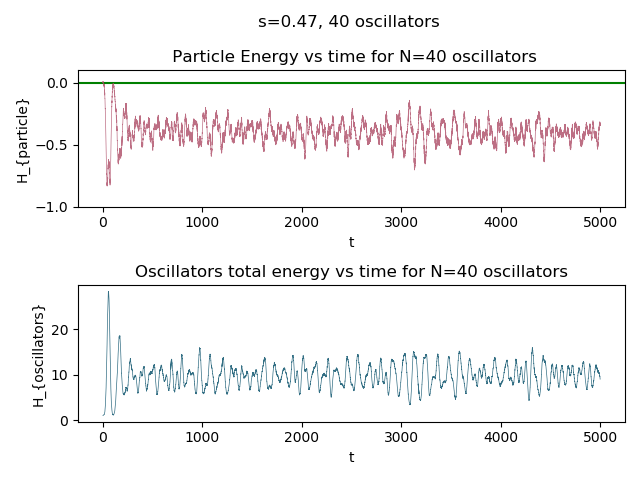 s=0.47, 40 oscillators
Particle Energy vs time for N=40 oscillators
0.0
−0.5
−1.0
H_{particle}
0
1000
2000
3000
4000
5000
t
Oscillators total energy vs time for N=40 oscillators
20
10
0
H_{oscillators}
0
1000
2000
3000
4000
5000
t